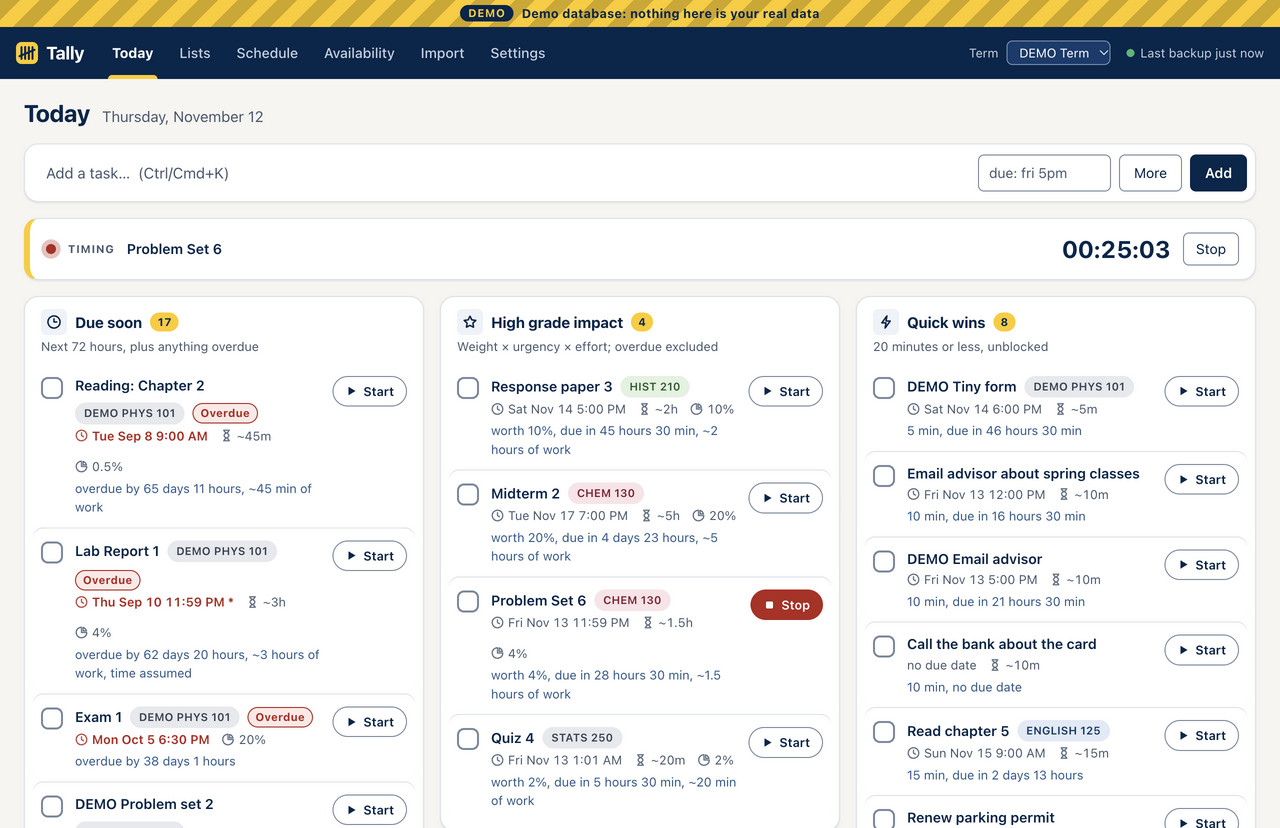 DEMO Demo database: nothing here is your real data
Tally Today Lists Schedule Availability Import Settings Term DEMO Term Last backup just now
Today Thursday, November 12
Add a task... (Ctrl/Cmd+K) due: fri 5pm More Add
TIMING Problem Set 6 00:25:03 Stop
Due soon 17
Next 72 hours, plus anything overdue
Reading: Chapter 2 Start
DEMO PHYS 101 Overdue
Tue Sep 8 9:00 AM ~45m
0.5%
overdue by 65 days 11 hours, ~45 min of
work
Lab Report 1 DEMO PHYS 101 Start
Overdue
Thu Sep 10 11:59 PM * ~3h
4%
overdue by 62 days 20 hours, ~3 hours of
work, time assumed
Exam 1 DEMO PHYS 101 Overdue Start
Mon Oct 5 6:30 PM 20%
overdue by 38 days 1 hours
DEMO Problem set 2 Start
High grade impact 4
Weight × urgency × effort; overdue excluded
Response paper 3 HIST 210 Start
Sat Nov 14 5:00 PM ~2h 10%
worth 10%, due in 45 hours 30 min, ~2
hours of work
Midterm 2 CHEM 130 Start
Tue Nov 17 7:00 PM ~5h 20%
worth 20%, due in 4 days 23 hours, ~5
hours of work
Problem Set 6 CHEM 130 Stop
Fri Nov 13 11:59 PM ~1.5h
4%
worth 4%, due in 28 hours 30 min, ~1.5
hours of work
Quiz 4 STATS 250 Start
Fri Nov 13 1:01 AM ~20m 2%
worth 2%, due in 5 hours 30 min, ~20 min
of work
Quick wins 8
20 minutes or less, unblocked
DEMO Tiny form DEMO PHYS 101 Start
Sat Nov 14 6:00 PM ~5m
5 min, due in 46 hours 30 min
Email advisor about spring classes Start
Fri Nov 13 12:00 PM ~10m
10 min, due in 16 hours 30 min
DEMO Email advisor Start
Fri Nov 13 5:00 PM ~10m
10 min, due in 21 hours 30 min
Call the bank about the card Start
no due date ~10m
10 min, no due date
Read chapter 5 ENGLISH 125 Start
Sun Nov 15 9:00 AM ~15m
15 min, due in 2 days 13 hours
Renew parking permit Start